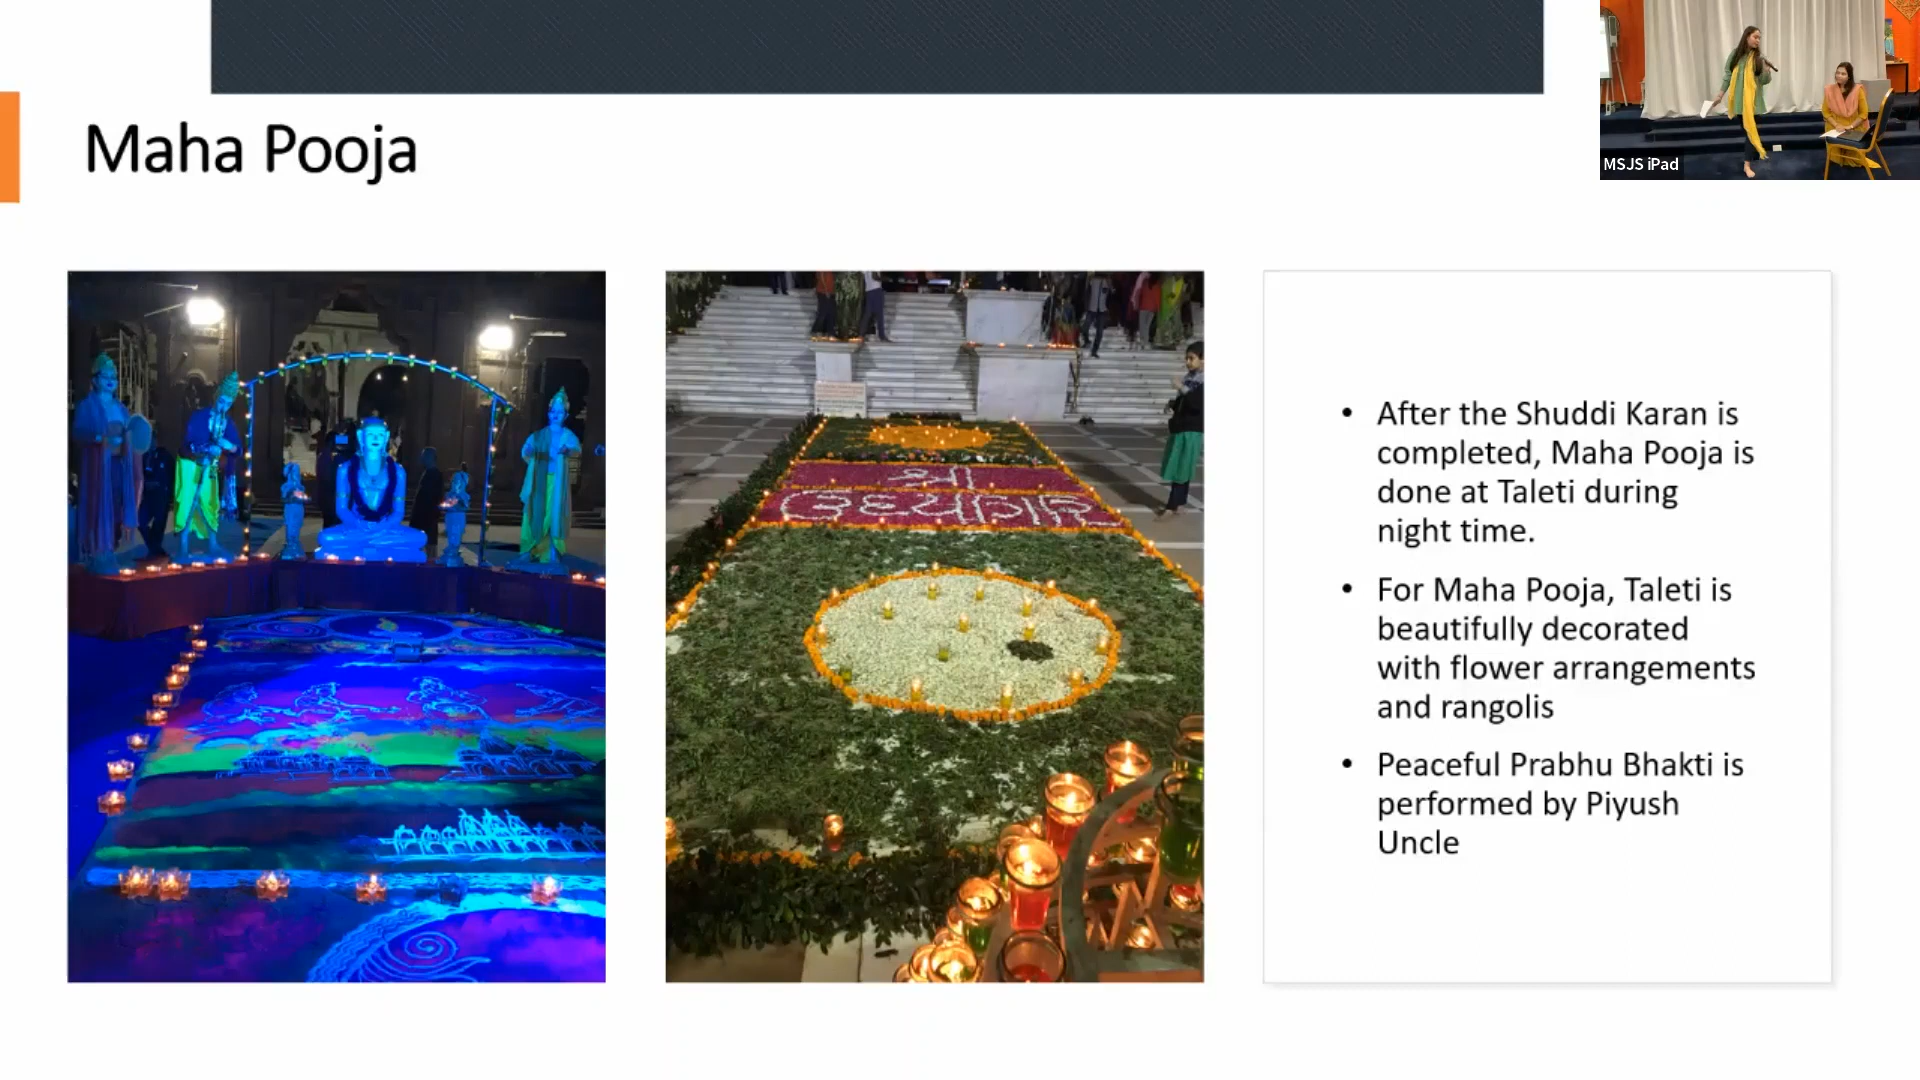 MSJS iPad
Maha Pooja
श्री
• After the Shuddi Karan is
completed, Maha Pooja is
done at Taleti during
night time.
• For Maha Pooja, Taleti is
beautifully decorated
with flower arrangements
and rangolis
• Peaceful Prabhu Bhakti is
performed by Piyush
Uncle